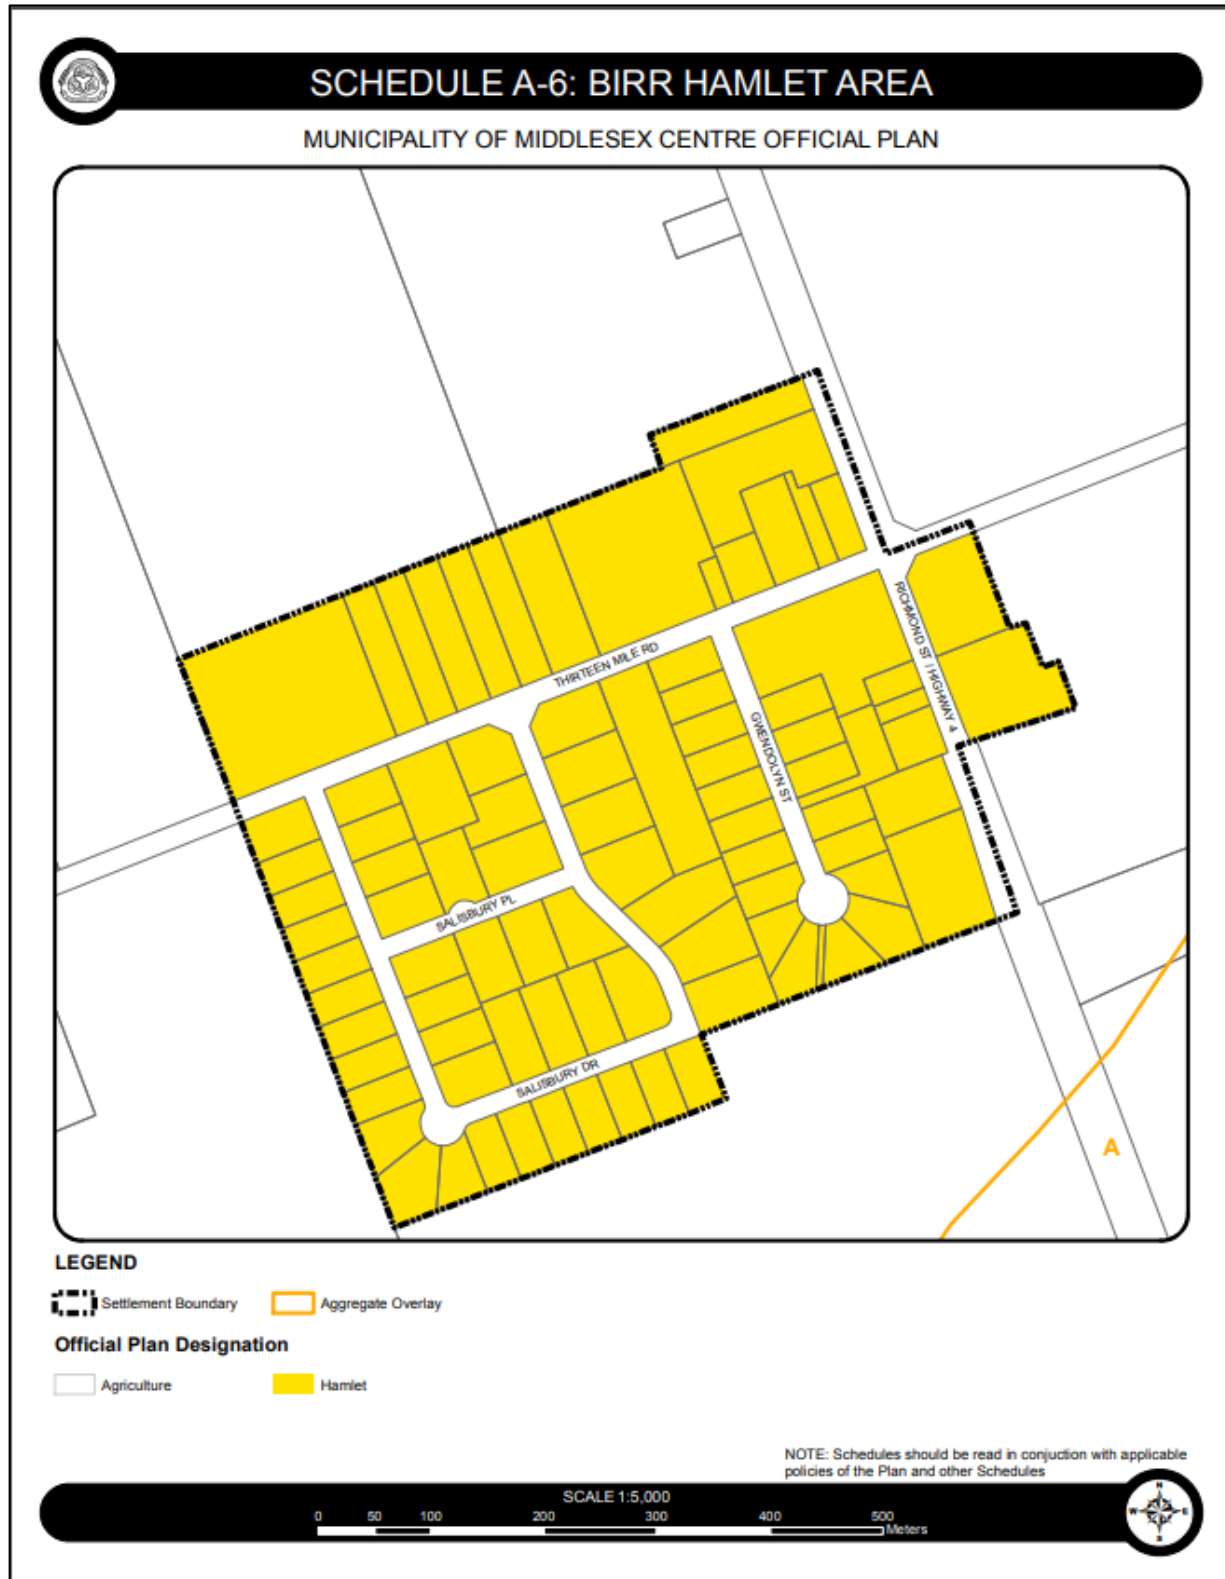 SCHEDULE A-6: BIRR HAMLET AREA
MUNICIPALITY OF MIDDLESEX CENTRE OFFICIAL PLAN
RICHMOND ST / HIGHWAY 4
THIRTEEN MILE RD
GWENDOLYN ST
SALISBURY PL
SALISBURY DR
A
LEGEND
Settlement Boundary
Aggregate Overlay
Official Plan Designation
Agriculture
Hamlet
NOTE: Schedules should be read in conjuction with applicable
policies of the Plan and other Schedules
SCALE 1:5,000
0 50 100 200 300 400 500
Meters
N
W E
S